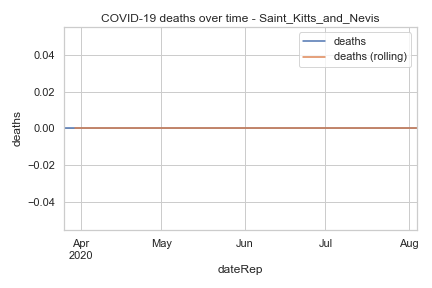 COVID-19 deaths over time - Saint_Kitts_and_Nevis
deaths
deaths (rolling)
0.04
0.02
0.00
−0.02
−0.04
deaths
Apr
2020
May
Jun
Jul
Aug
dateRep